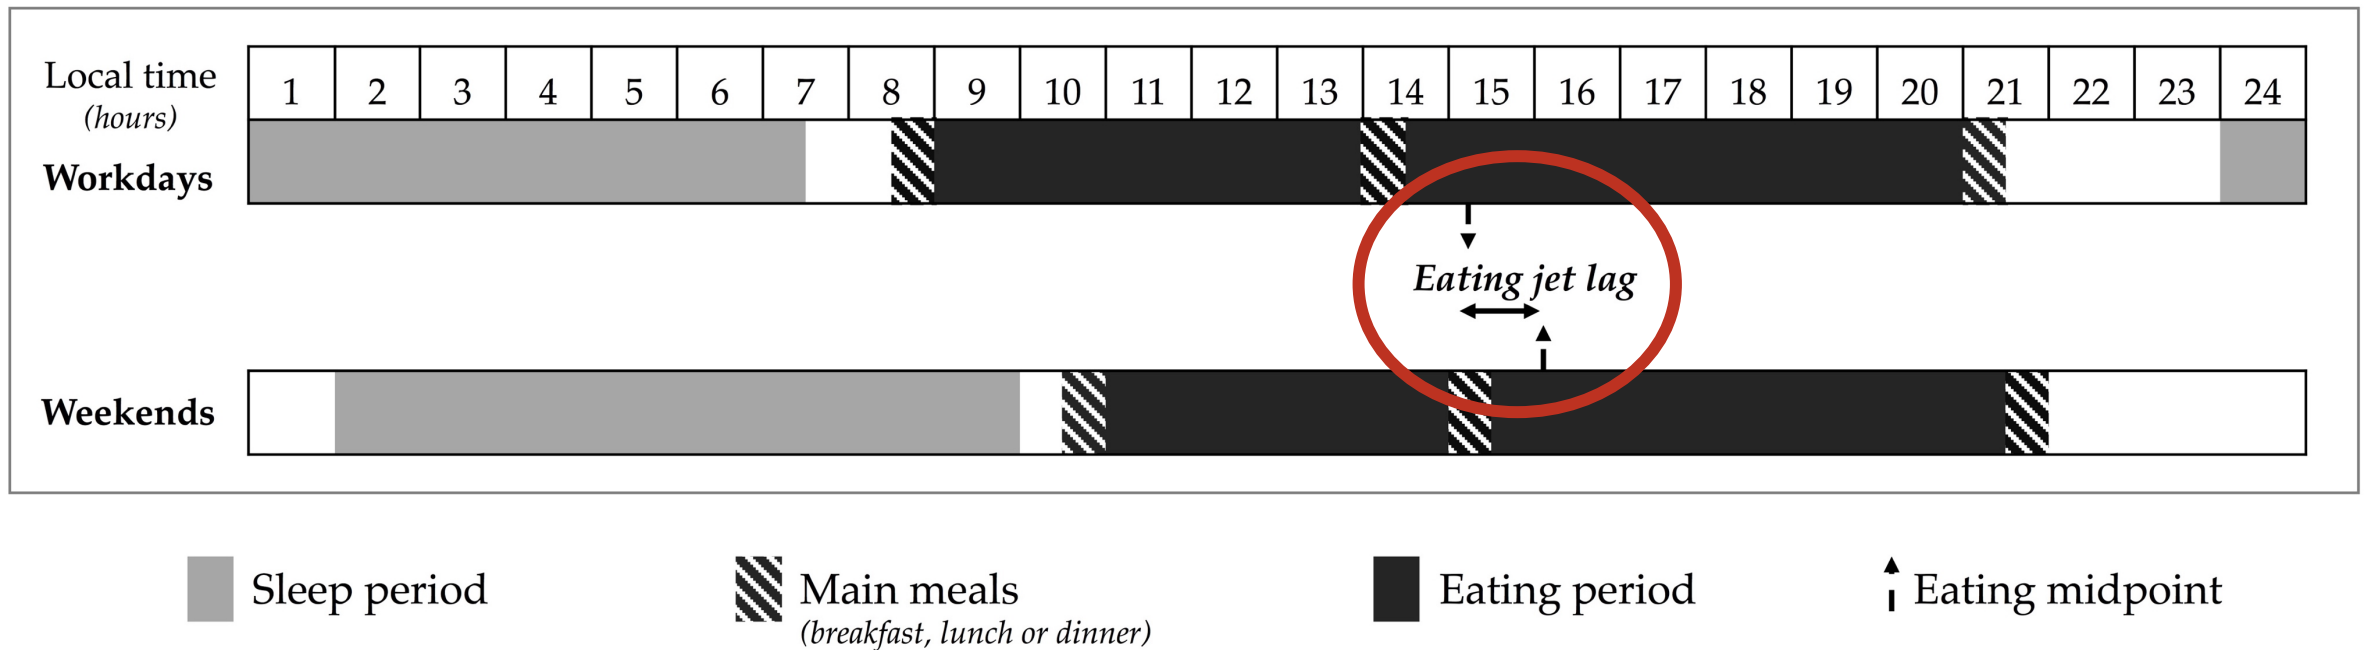 Local time 1 2 3 4 5 6 7 8 9 10 11 12 13 14 15 16 17 18 19 20 21 22 23 24
(hours)
Workdays
Eating jet lag
Weekends
Sleep period Main meals Eating period Eating midpoint
(breakfast, lunch or dinner)